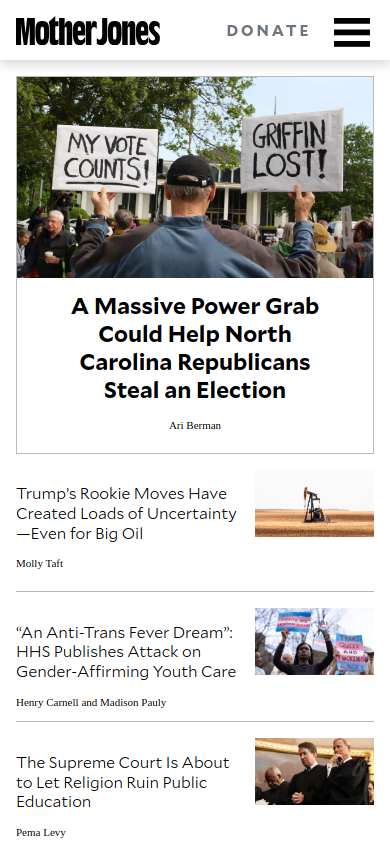 Mother Jones
DONATE
MY VOTE
COUNTS!
GRIFFIN
LOST!
A Massive Power Grab
Could Help North
Carolina Republicans
Steal an Election
Ari Berman
Trump’s Rookie Moves Have
Created Loads of Uncertainty
—Even for Big Oil
Molly Taft
“An Anti-Trans Fever Dream”:
HHS Publishes Attack on
Gender-Affirming Youth Care
Henry Carnell and Madison Pauly
The Supreme Court Is About
to Let Religion Ruin Public
Education
Pema Levy